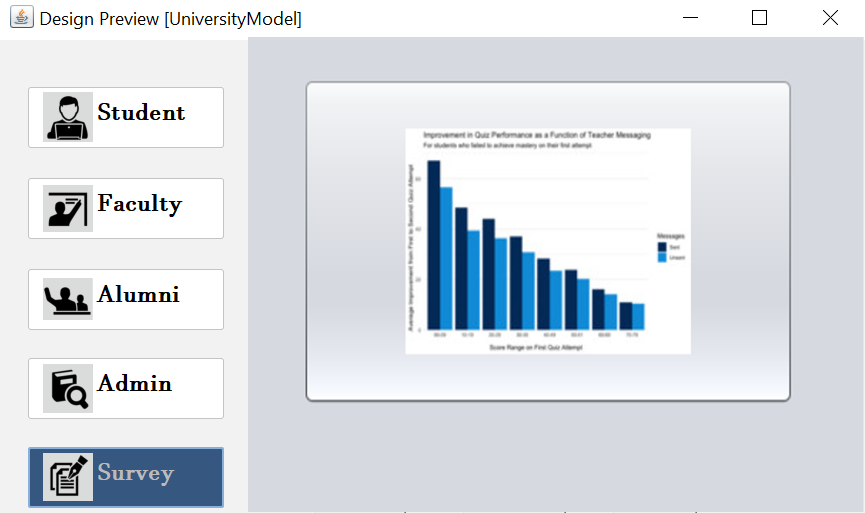 Design Preview [UniversityModel]
Student
Faculty
Alumni
Admin
Survey
Improvement in Quiz Performance as a Function of Teacher Messaging
For students who failed to achieve mastery on their first attempt
Average Improvement from First to Second Quiz Attempt
Messages
Sent
Unsent
Score Range on First Quiz Attempt